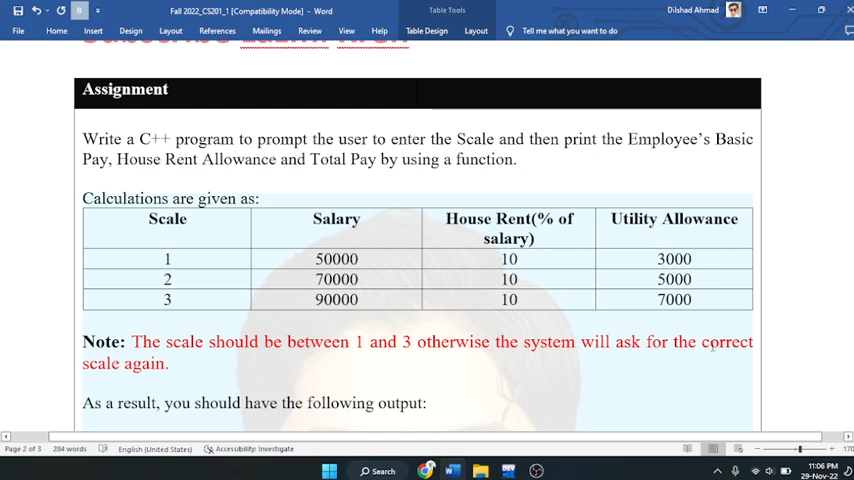 Fall 2022_CS201_1 [Compatibility Mode] - Word
Table Tools
Dilshad Ahmad
File Home Insert Design Layout References Mailings Review View Help Table Design Layout Tell me what you want to do
Assignment
Write a C++ program to prompt the user to enter the Scale and then print the Employee's Basic
Pay, House Rent Allowance and Total Pay by using a function.
Calculations are given as:
Scale Salary House Rent(% of salary) Utility Allowance
1 50000 10 3000
2 70000 10 5000
3 90000 10 7000
Note: The scale should be between 1 and 3 otherwise the system will ask for the correct
scale again.
As a result, you should have the following output:
Page 2 of 3 284 words English (United States) Accessibility: Investigate 170
Search
11:06 PM
29-Nov-22